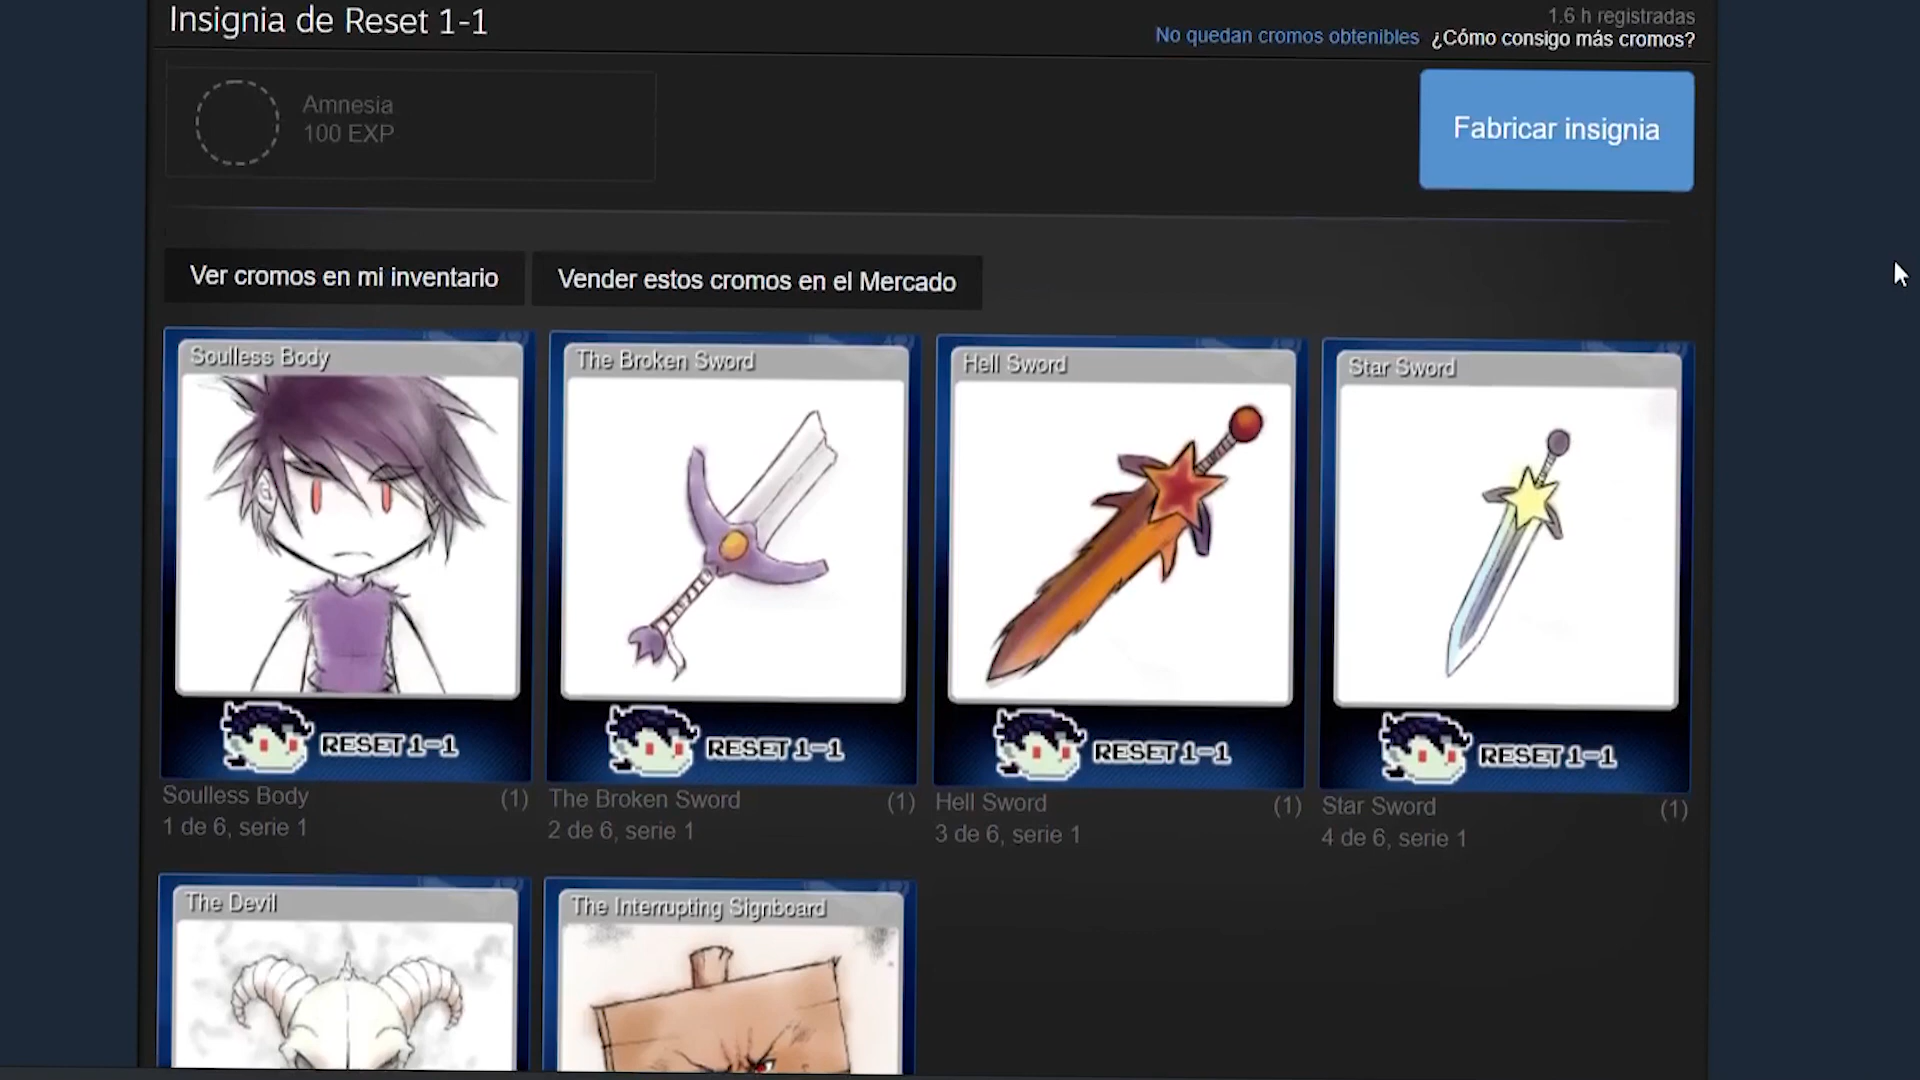 Insignia de Reset 1-1
1.6 h registradas
No quedan cromos obtenibles ¿Cómo consigo más cromos?
Amnesia
100 EXP
Fabricar insignia
Ver cromos en mi inventario
Vender estos cromos en el Mercado
Soulless Body
The Broken Sword
Hell Sword
Star Sword
RESET 1-1
RESET 1-1
RESET 1-1
RESET 1-1
Soulless Body (1)
1 de 6, serie 1
The Broken Sword (1)
2 de 6, serie 1
Hell Sword (1)
3 de 6, serie 1
Star Sword (1)
4 de 6, serie 1
The Devil
The Interrupting Signboard